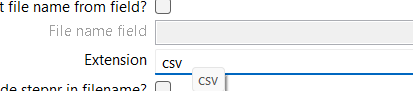 t file name from field?
File name field
Extension csv
csv
de stepnr in filename?